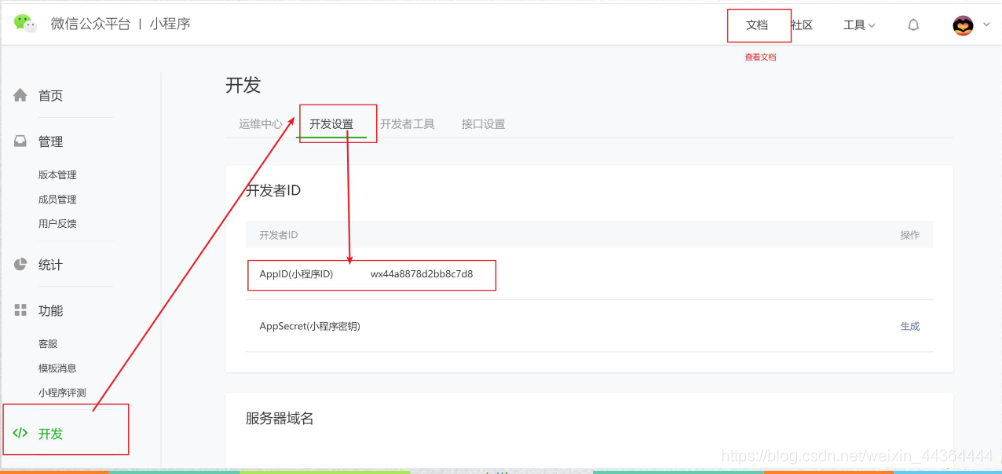 微信公众平台 | 小程序
文档
社区
工具
查看文档
首页
管理
版本管理
成员管理
用户反馈
统计
功能
客服
模板消息
小程序评测
</> 开发
开发
运维中心
开发设置
开发者工具
接口设置
开发者ID
开发者ID
操作
AppID(小程序ID)
wx44a8878d2bb8c7d8
AppSecret(小程序密钥)
生成
服务器域名
https://blog.csdn.net/weixin_44364444